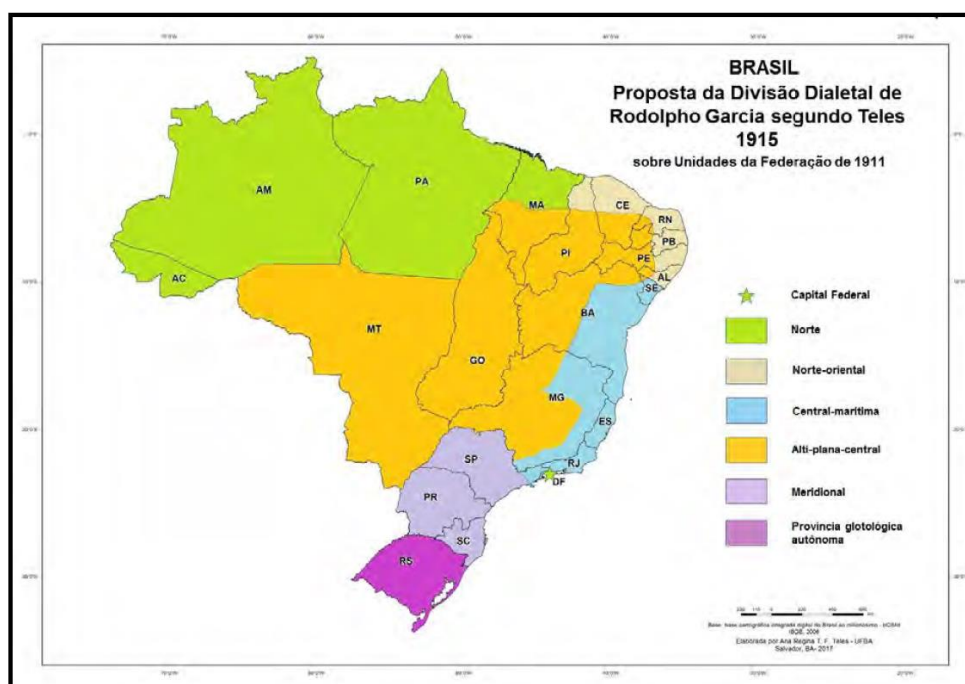 BRASIL
Proposta da Divisão Dialetal de
Rodolpho Garcia segundo Teles
1915
sobre Unidades da Federação de 1911
AM
PA
MA
CE
RN
PB
PE
AL
SE
PI
AC
BA
MT
GO
MG
ES
SP
RJ
DF
PR
SC
RS
Capital Federal
Norte
Norte-oriental
Central-marítima
Alti-plana-central
Meridional
Província glotológica
autônoma
IBGE, 2006
Elaborada por Ana Regina T. F. Teles - UFBA
Salvador, BA- 2017